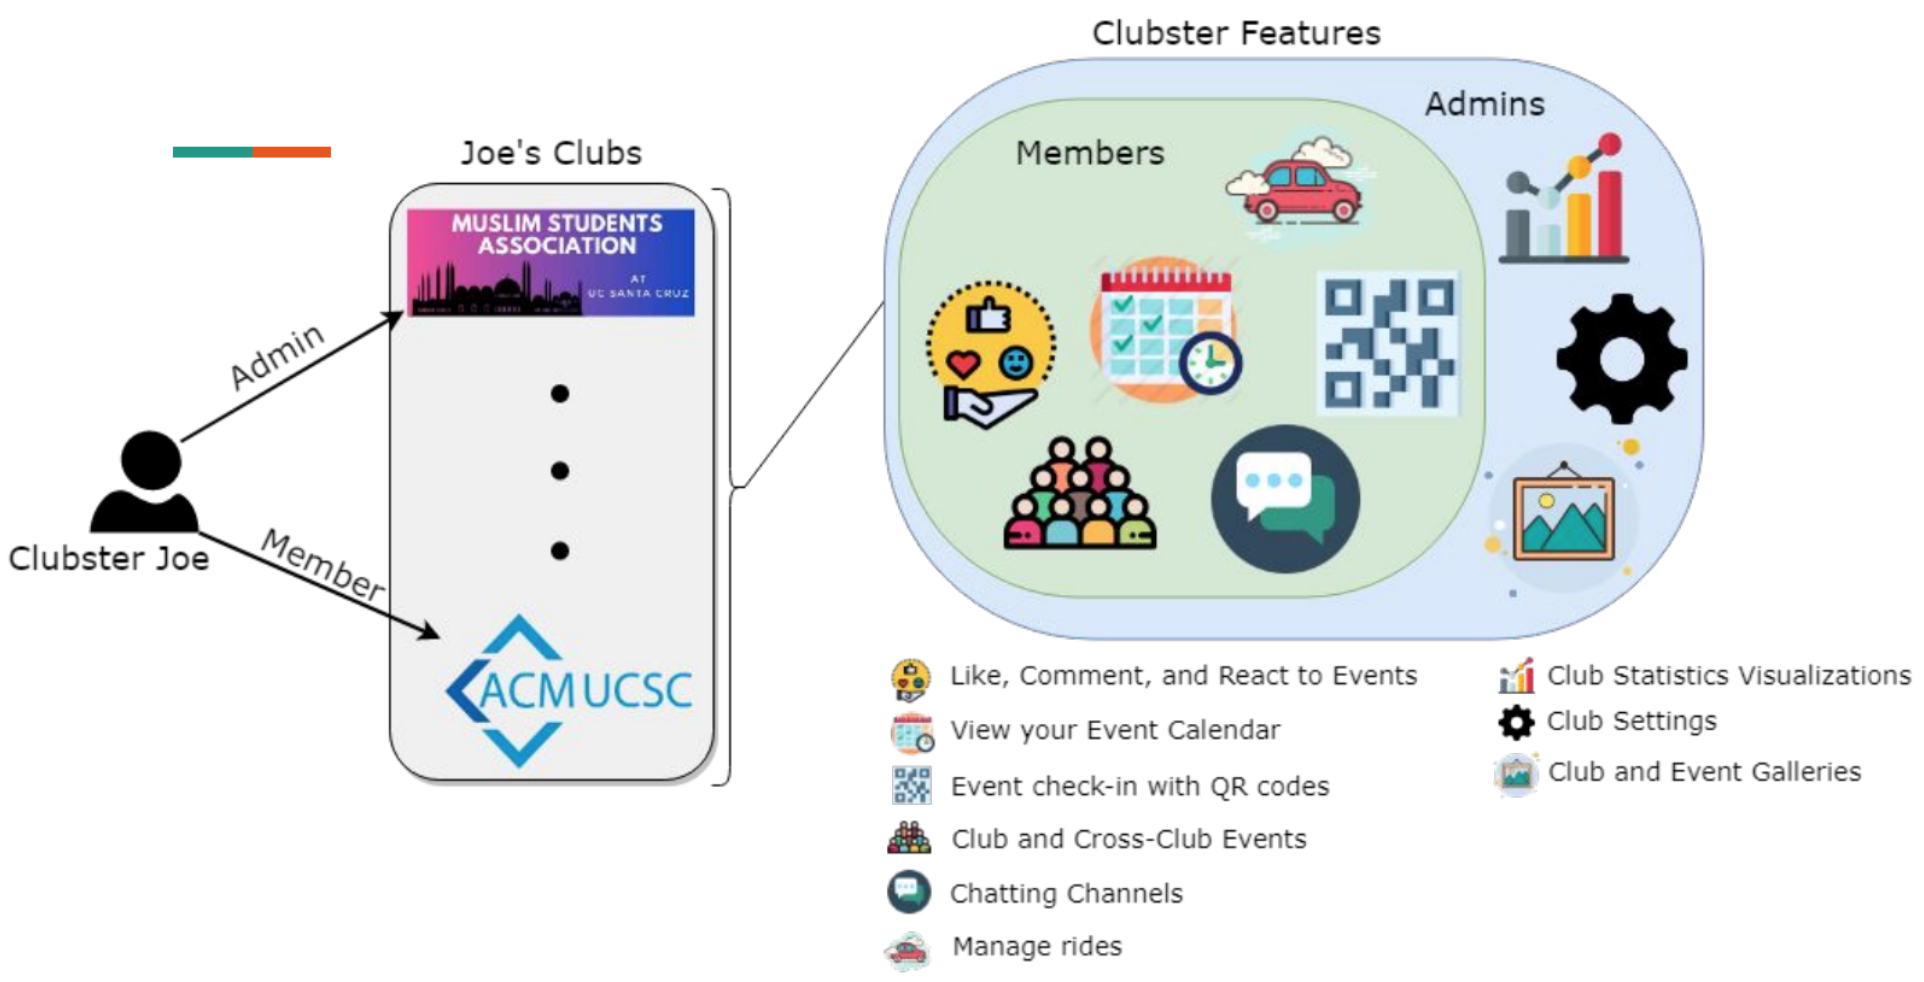 Clubster Features
Admins
Members
Joe's Clubs
MUSLIM STUDENTS
ASSOCIATION
AT
UC SANTA CRUZ
Admin
Clubster Joe
Member
ACM UCSC
Like, Comment, and React to Events
View your Event Calendar
Event check-in with QR codes
Club and Cross-Club Events
Chatting Channels
Manage rides
Club Statistics Visualizations
Club Settings
Club and Event Galleries